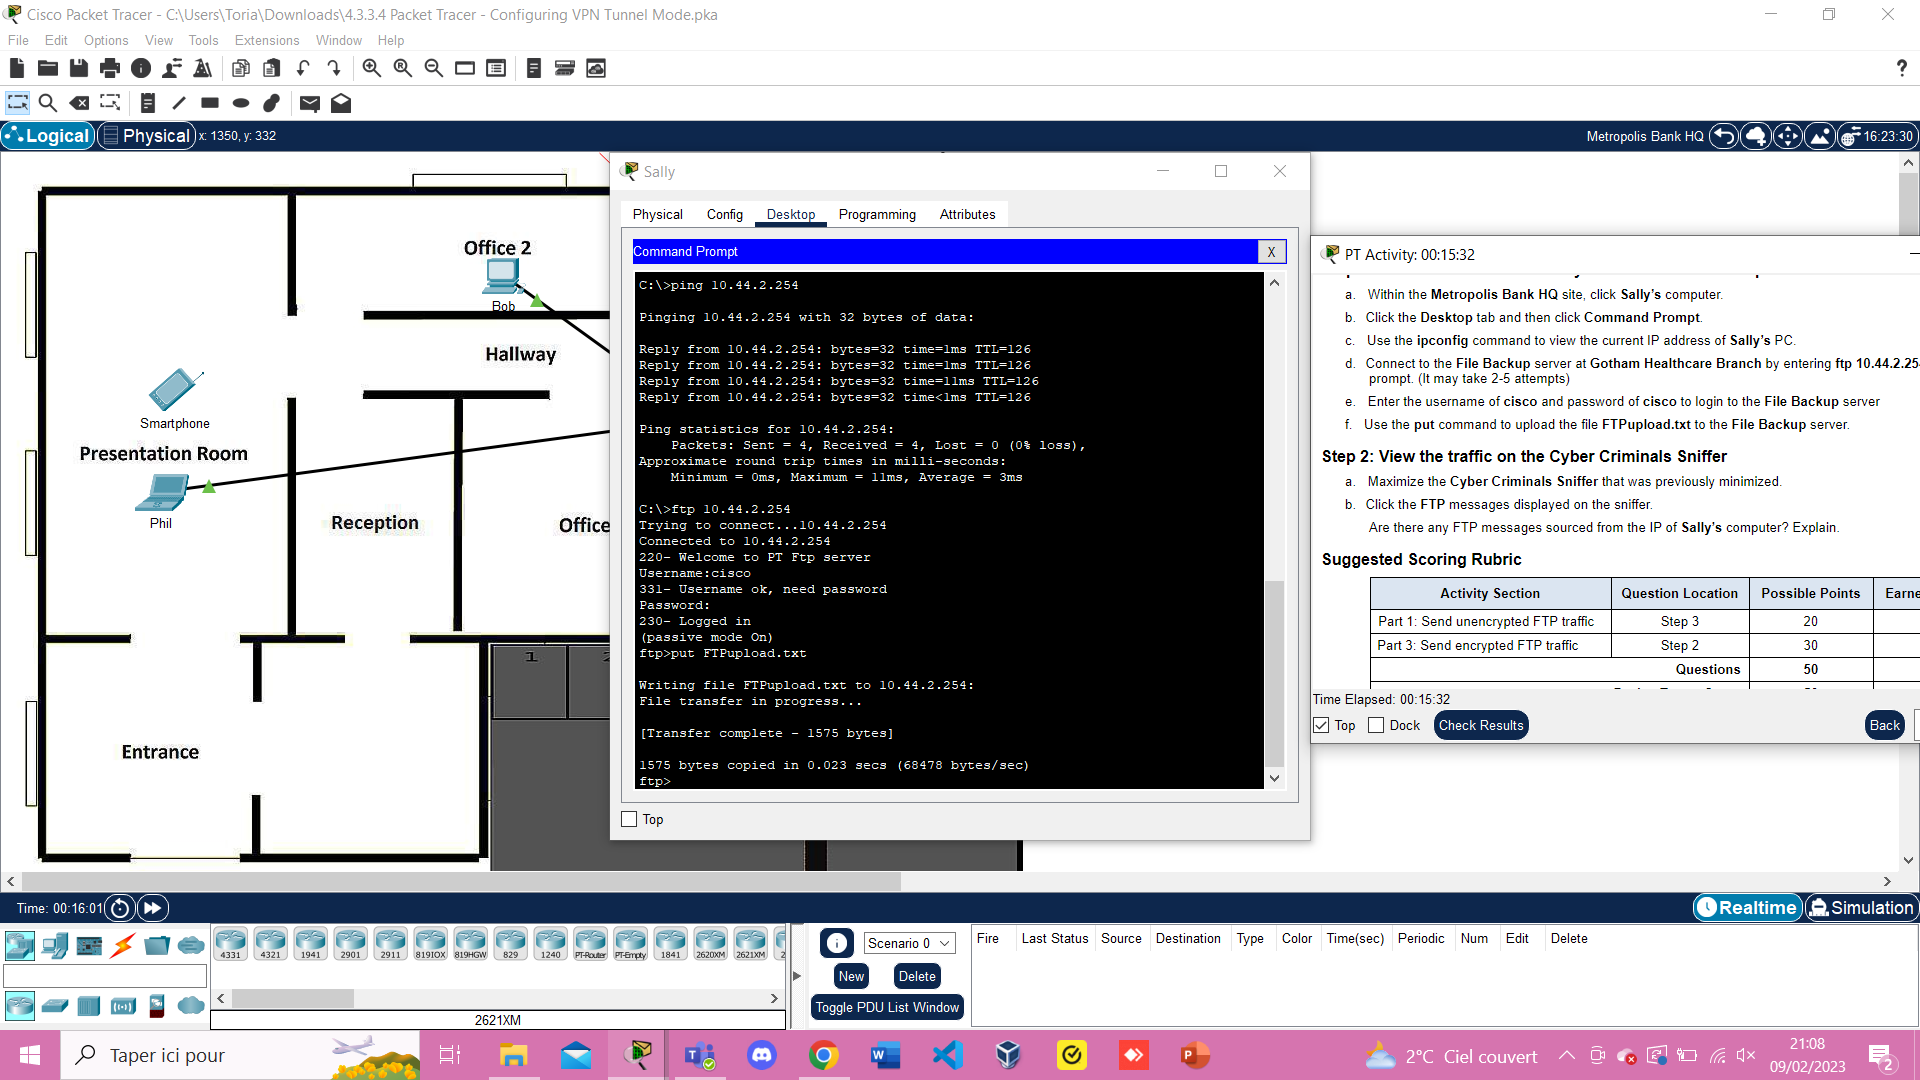 Cisco Packet Tracer - C:\Users\Toria\Downloads\4.3.3.4 Packet Tracer - Configuring VPN Tunnel Mode.pka
File Edit Options View Tools Extensions Window Help
?
Logical Physical x: 1350, y: 332
Metropolis Bank HQ 16:23:30
Office 2
Bob
Hallway
Smartphone
Presentation Room
Phil
Reception
Office
Entrance
1
Sally
Physical Config Desktop Programming Attributes
Command Prompt
X
C:\>ping 10.44.2.254
Pinging 10.44.2.254 with 32 bytes of data:
Reply from 10.44.2.254: bytes=32 time=1ms TTL=126
Reply from 10.44.2.254: bytes=32 time=1ms TTL=126
Reply from 10.44.2.254: bytes=32 time=11ms TTL=126
Reply from 10.44.2.254: bytes=32 time<1ms TTL=126
Ping statistics for 10.44.2.254:
Packets: Sent = 4, Received = 4, Lost = 0 (0% loss),
Approximate round trip times in milli-seconds:
Minimum = 0ms, Maximum = 11ms, Average = 3ms
C:\>ftp 10.44.2.254
Trying to connect...10.44.2.254
Connected to 10.44.2.254
220- Welcome to PT Ftp server
Username:cisco
331- Username ok, need password
Password:
230- Logged in
(passive mode On)
ftp>put FTPupload.txt
Writing file FTPupload.txt to 10.44.2.254:
File transfer in progress...
[Transfer complete - 1575 bytes]
1575 bytes copied in 0.023 secs (68478 bytes/sec)
ftp>
Top
PT Activity: 00:15:32
a. Within the Metropolis Bank HQ site, click Sally's computer.
b. Click the Desktop tab and then click Command Prompt.
c. Use the ipconfig command to view the current IP address of Sally's PC.
d. Connect to the File Backup server at Gotham Healthcare Branch by entering ftp 10.44.2.25
prompt. (It may take 2-5 attempts)
e. Enter the username of cisco and password of cisco to login to the File Backup server
f. Use the put command to upload the file FTPupload.txt to the File Backup server.
Step 2: View the traffic on the Cyber Criminals Sniffer
a. Maximize the Cyber Criminals Sniffer that was previously minimized.
b. Click the FTP messages displayed on the sniffer.
Are there any FTP messages sourced from the IP of Sally's computer? Explain.
Suggested Scoring Rubric
Activity Section Question Location Possible Points Earne
Part 1: Send unencrypted FTP traffic Step 3 20
Part 3: Send encrypted FTP traffic Step 2 30
Questions 50
Time Elapsed: 00:15:32
Top Dock Check Results Back
Time: 00:16:01
Realtime Simulation
4331 4321 1941 2901 2911 819IOX 819HGW 829 1240 PT-Router PT-Empty 1841 2620XM 2621XM
2621XM
Scenario 0
New Delete
Toggle PDU List Window
Fire Last Status Source Destination Type Color Time(sec) Periodic Num Edit Delete
Taper ici pour
2°C Ciel couvert
21:08
09/02/2023
2